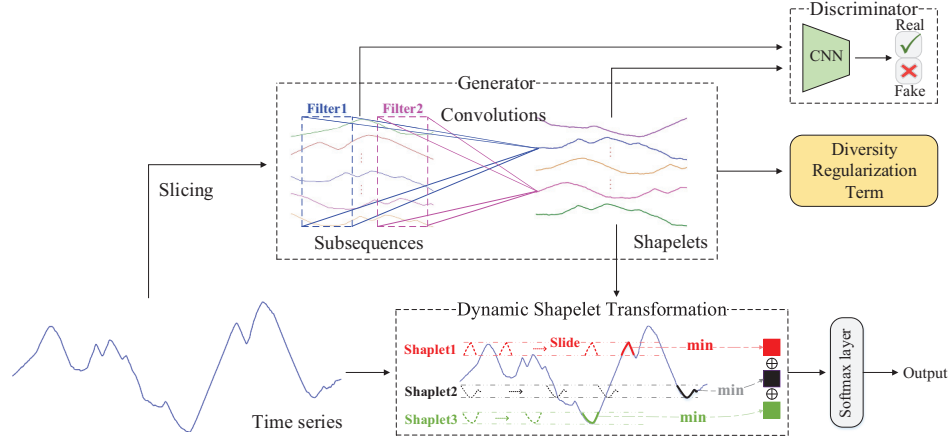 Discriminator
Real
CNN
Fake
Generator
Filter1
Filter2
Convolutions
Diversity
Regularization
Term
Slicing
Subsequences
Shapelets
Dynamic Shapelet Transformation
Shaplet1
Slide
min
Shaplet2
min
Shaplet3
min
Softmax layer
Output
Time series